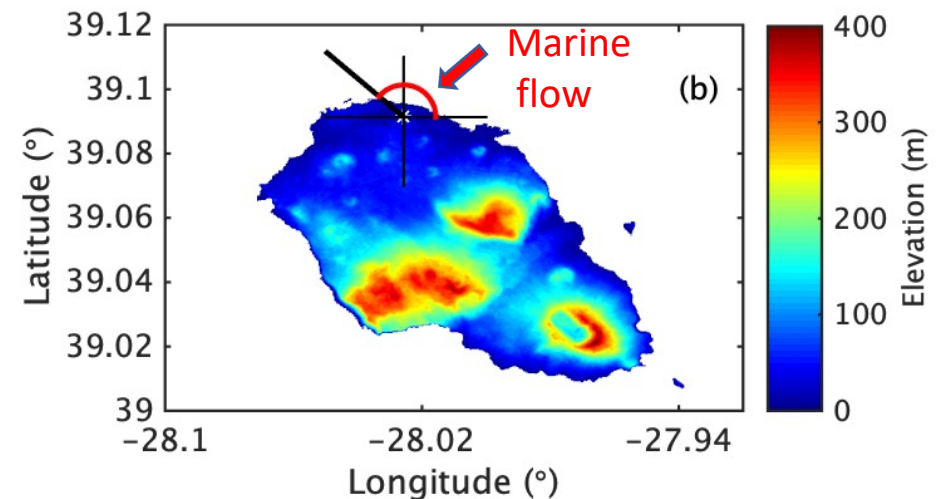 39.12
39.1
39.08
39.06
39.04
39.02
39
Latitude (°)
Marine
flow
(b)
−28.1
−28.02
−27.94
Longitude (°)
400
300
200
100
0
Elevation (m)